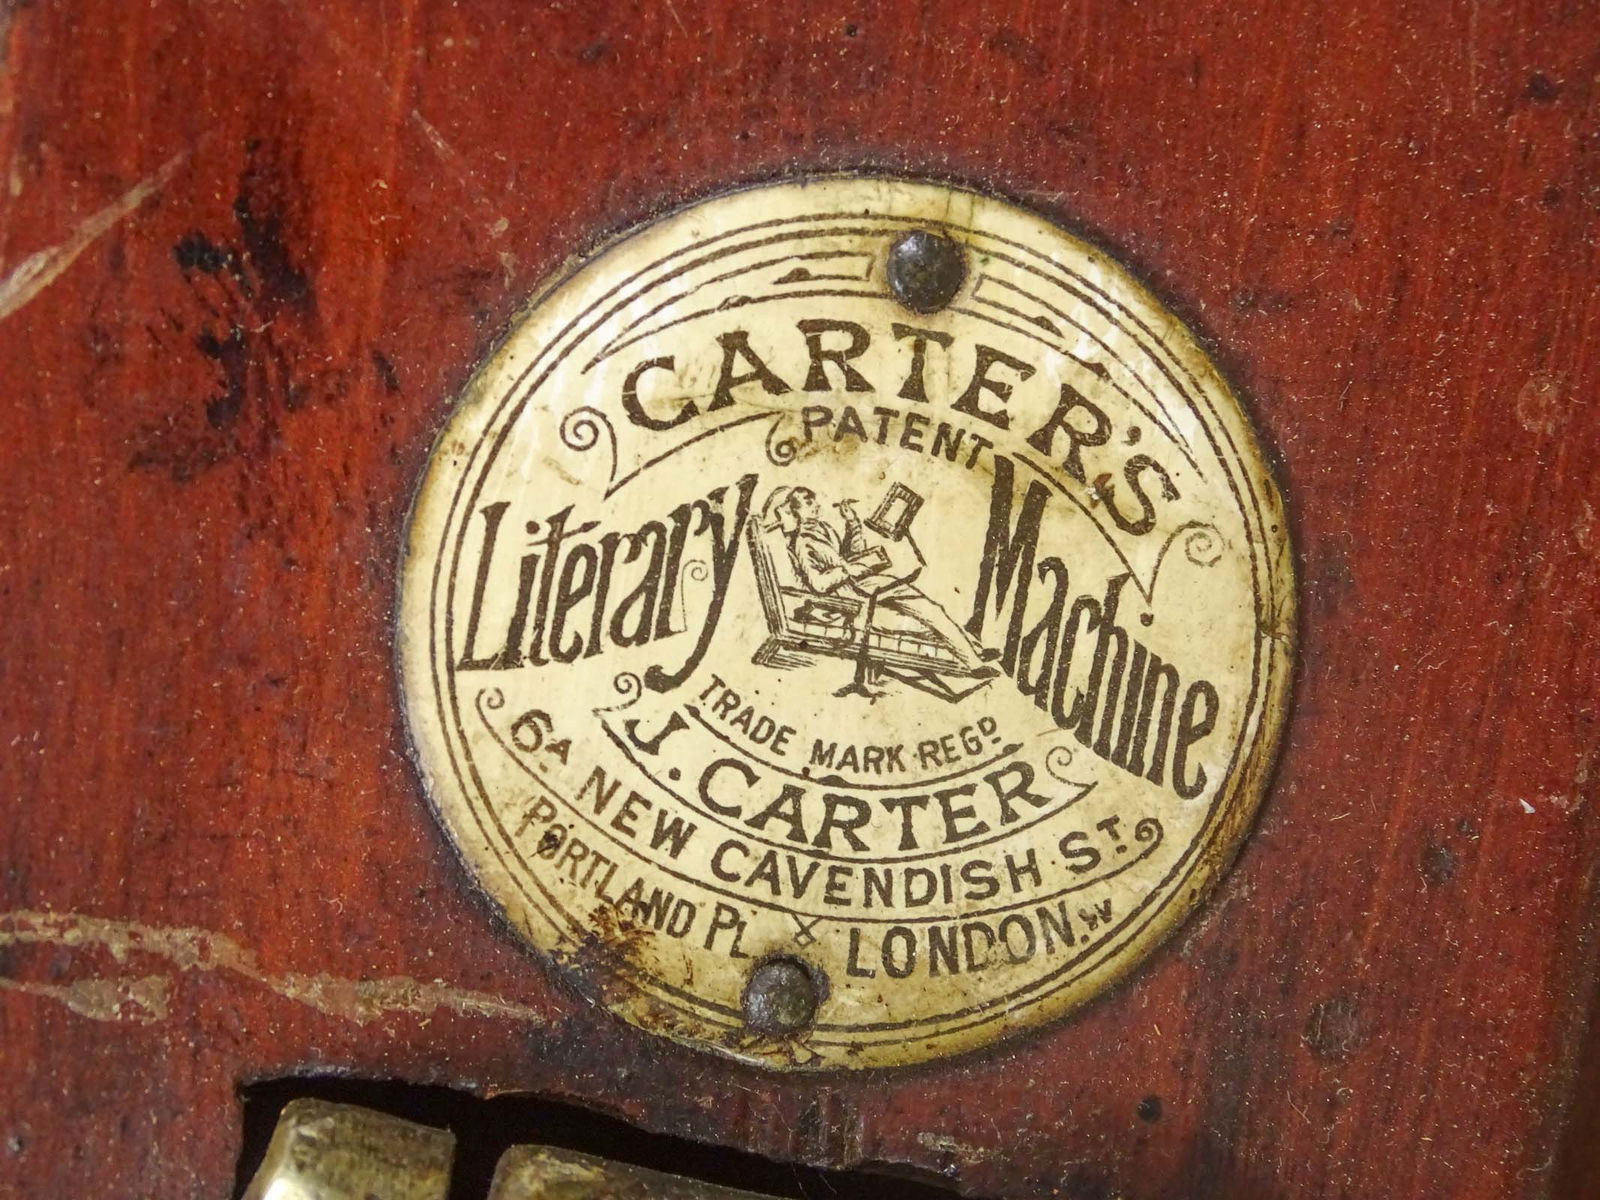 CARTER'S
PATENT
Literary Machine
TRADE MARK REGD
J. CARTER
6A NEW CAVENDISH ST.
PORTLAND PL LONDON. W